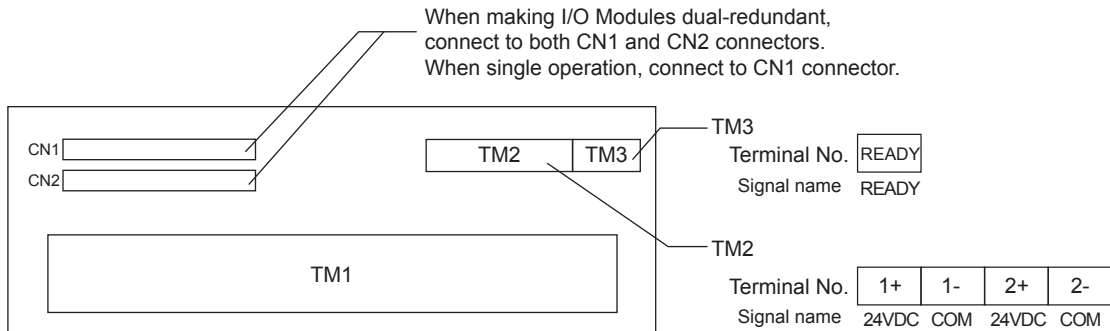 When making I/O Modules dual-redundant,
connect to both CN1 and CN2 connectors.
When single operation, connect to CN1 connector.
CN1
CN2
TM2 TM3
TM1
TM3
Terminal No. READY
Signal name READY
TM2
Terminal No. 1+ 1- 2+ 2-
Signal name 24VDC COM 24VDC COM